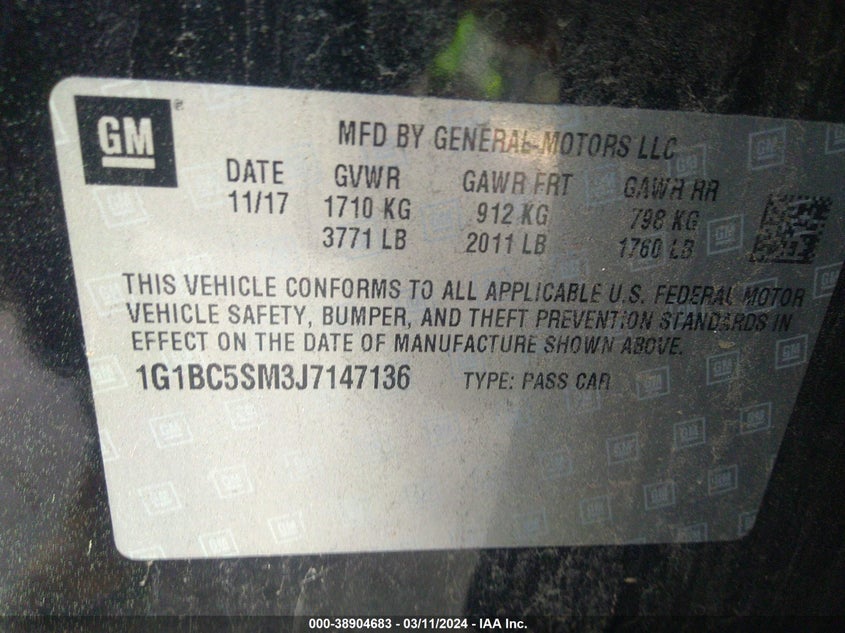 GM®
MFD BY GENERAL MOTORS LLC
DATE GVWR GAWR FRT GAWR RR
11/17 1710 KG 912 KG 798 KG
3771 LB 2011 LB 1760 LB
THIS VEHICLE CONFORMS TO ALL APPLICABLE U.S. FEDERAL MOTOR
VEHICLE SAFETY, BUMPER, AND THEFT PREVENTION STANDARDS IN
EFFECT ON THE DATE OF MANUFACTURE SHOWN ABOVE.
1G1BC5SM3J7147136 TYPE: PASS CAR
000-38904683 - 03/11/2024 - IAA Inc.